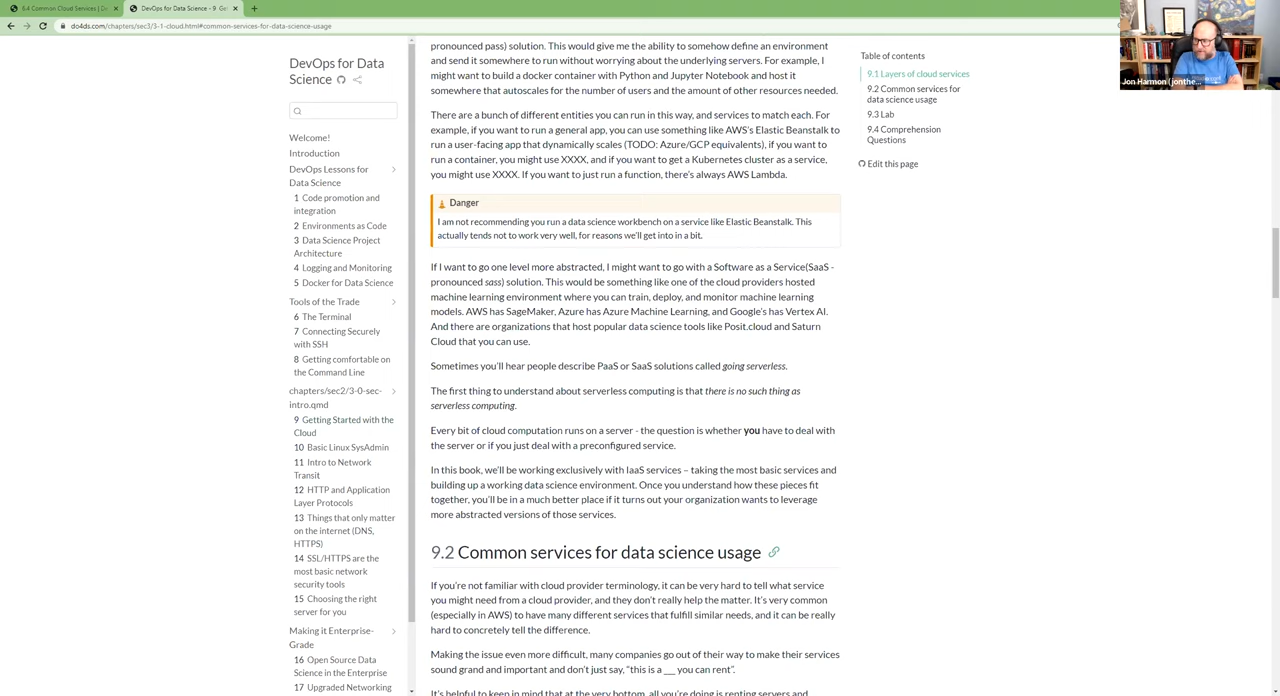 6.4 Common Cloud Services | D
DevOps for Data Science - 9 Ge
do4ds.com/chapters/sec3/3-1-cloud.html#common-services-for-data-science-usage
Jon Harmon (jonthe...
DevOps for Data
Science
Welcome!
Introduction
DevOps Lessons for
Data Science
1 Code promotion and
integration
2 Environments as Code
3 Data Science Project
Architecture
4 Logging and Monitoring
5 Docker for Data Science
Tools of the Trade
6 The Terminal
7 Connecting Securely
with SSH
8 Getting comfortable on
the Command Line
chapters/sec2/3-0-sec-
intro.qmd
9 Getting Started with the
Cloud
10 Basic Linux SysAdmin
11 Intro to Network
Transit
12 HTTP and Application
Layer Protocols
13 Things that only matter
on the internet (DNS,
HTTPS)
14 SSL/HTTPS are the
most basic network
security tools
15 Choosing the right
server for you
Making it Enterprise-
Grade
16 Open Source Data
Science in the Enterprise
17 Upgraded Networking
pronounced pass) solution. This would give me the ability to somehow define an environment
and send it somewhere to run without worrying about the underlying servers. For example, I
might want to build a docker container with Python and Jupyter Notebook and host it
somewhere that autoscales for the number of users and the amount of other resources needed.
There are a bunch of different entities you can run in this way, and services to match each. For
example, if you want to run a general app, you can use something like AWS's Elastic Beanstalk to
run a user-facing app that dynamically scales (TODO: Azure/GCP equivalents), if you want to
run a container, you might use XXXX, and if you want to get a Kubernetes cluster as a service,
you might use XXXX. If you want to just run a function, there's always AWS Lambda.
Danger
I am not recommending you run a data science workbench on a service like Elastic Beanstalk. This
actually tends not to work very well, for reasons we'll get into in a bit.
If I want to go one level more abstracted, I might want to go with a Software as a Service(SaaS -
pronounced sass) solution. This would be something like one of the cloud providers hosted
machine learning environment where you can train, deploy, and monitor machine learning
models. AWS has SageMaker, Azure has Azure Machine Learning, and Google's has Vertex AI.
And there are organizations that host popular data science tools like Posit.cloud and Saturn
Cloud that you can use.
Sometimes you'll hear people describe PaaS or SaaS solutions called going serverless.
The first thing to understand about serverless computing is that there is no such thing as
serverless computing.
Every bit of cloud computation runs on a server - the question is whether you have to deal with
the server or if you just deal with a preconfigured service.
In this book, we'll be working exclusively with IaaS services – taking the most basic services and
building up a working data science environment. Once you understand how these pieces fit
together, you'll be in a much better place if it turns out your organization wants to leverage
more abstracted versions of those services.
9.2 Common services for data science usage
If you're not familiar with cloud provider terminology, it can be very hard to tell what service
you might need from a cloud provider, and they don't really help the matter. It's very common
(especially in AWS) to have many different services that fulfill similar needs, and it can be really
hard to concretely tell the difference.
Making the issue even more difficult, many companies go out of their way to make their services
sound grand and important and don't just say, "this is a ___ you can rent".
It's helpful to keep in mind that at the very bottom, all you're doing is renting servers and
Table of contents
9.1 Layers of cloud services
9.2 Common services for
data science usage
9.3 Lab
9.4 Comprehension
Questions
Edit this page